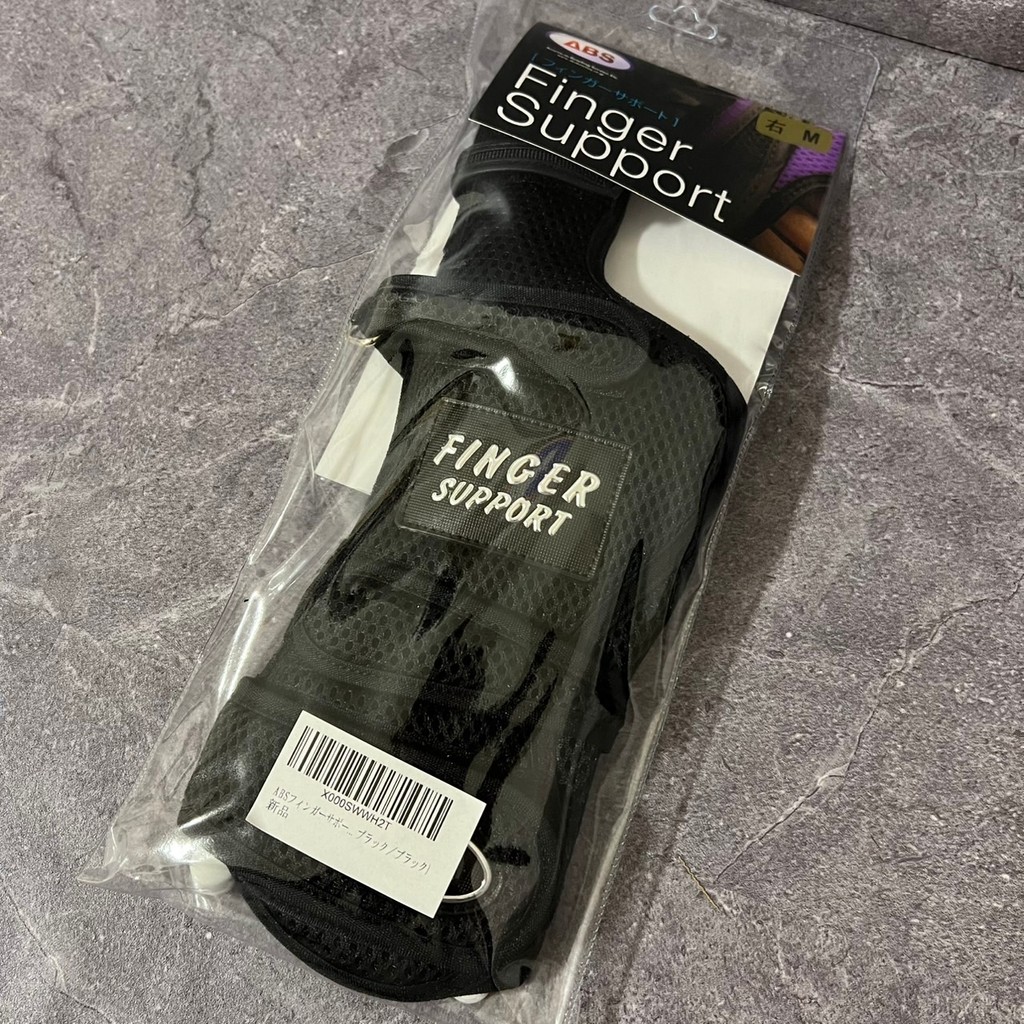 ABS
[フィンガーサポート]
Finger
Support
右 M
FINGER
SUPPORT
X000SWWH2T
ABSフィンガーサポー... ブラック/ブラック)
新品